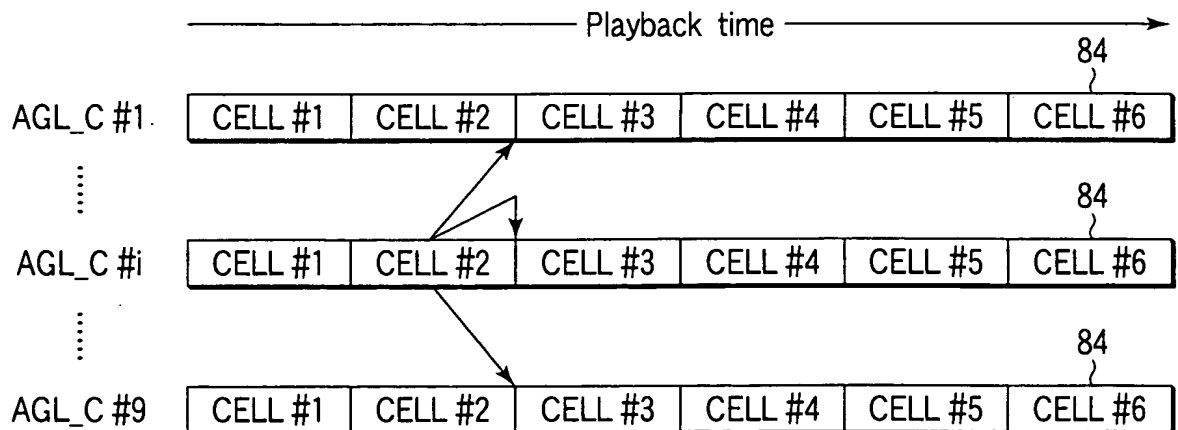 Playback time
84
AGL_C #1 CELL #1 CELL #2 CELL #3 CELL #4 CELL #5 CELL #6
84
AGL_C #i CELL #1 CELL #2 CELL #3 CELL #4 CELL #5 CELL #6
84
AGL_C #9 CELL #1 CELL #2 CELL #3 CELL #4 CELL #5 CELL #6